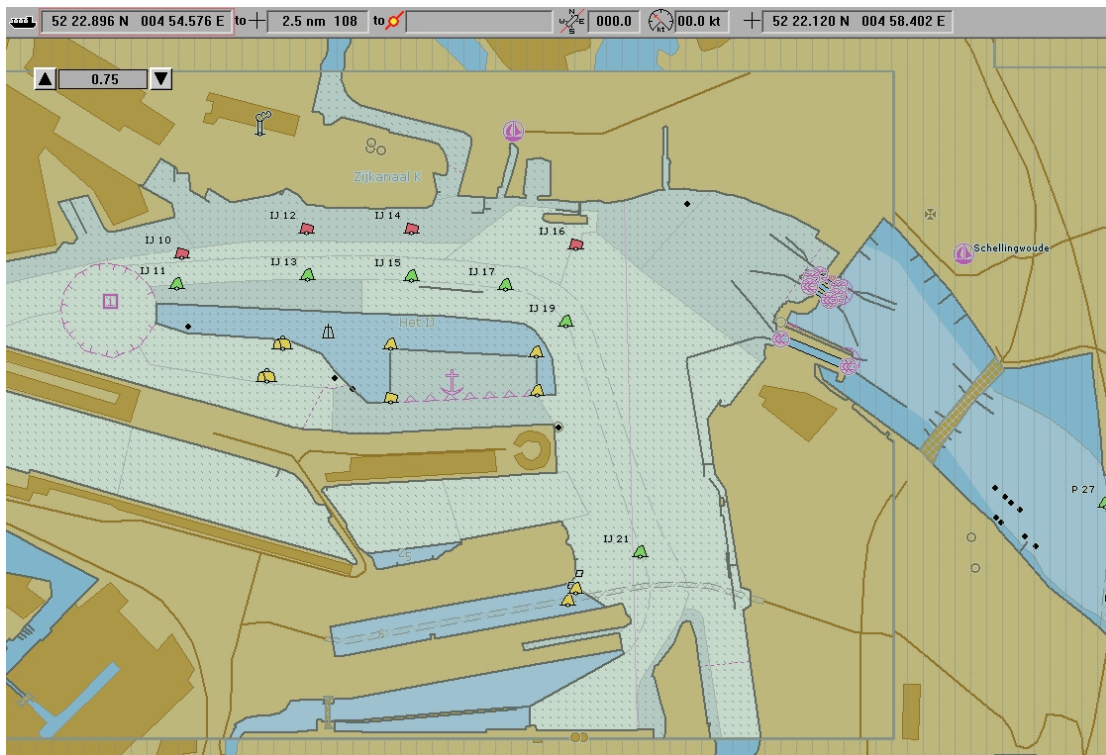 52 22.896 N 004 54.576 E to 2.5 nm 108 to N W E S 000.0 kt 00.0 kt 52 22.120 N 004 58.402 E
0.75
Zijkanaal K
IJ 12
IJ 14
IJ 10
IJ 16
Schellingwoude
IJ 11
IJ 13
IJ 15
IJ 17
i
IJ 19
Het IJ
P 27
IJ 21